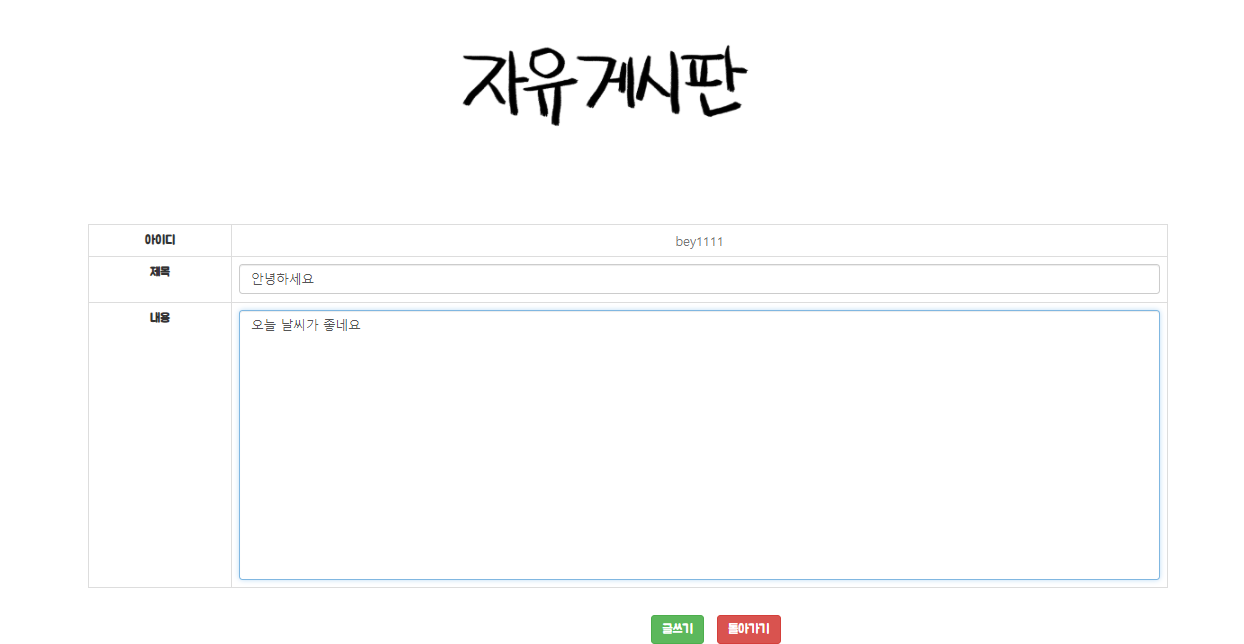 자유게시판
아이디
bey1111
제목
안녕하세요
내용
오늘 날씨가 좋네요
글쓰기
돌아가기